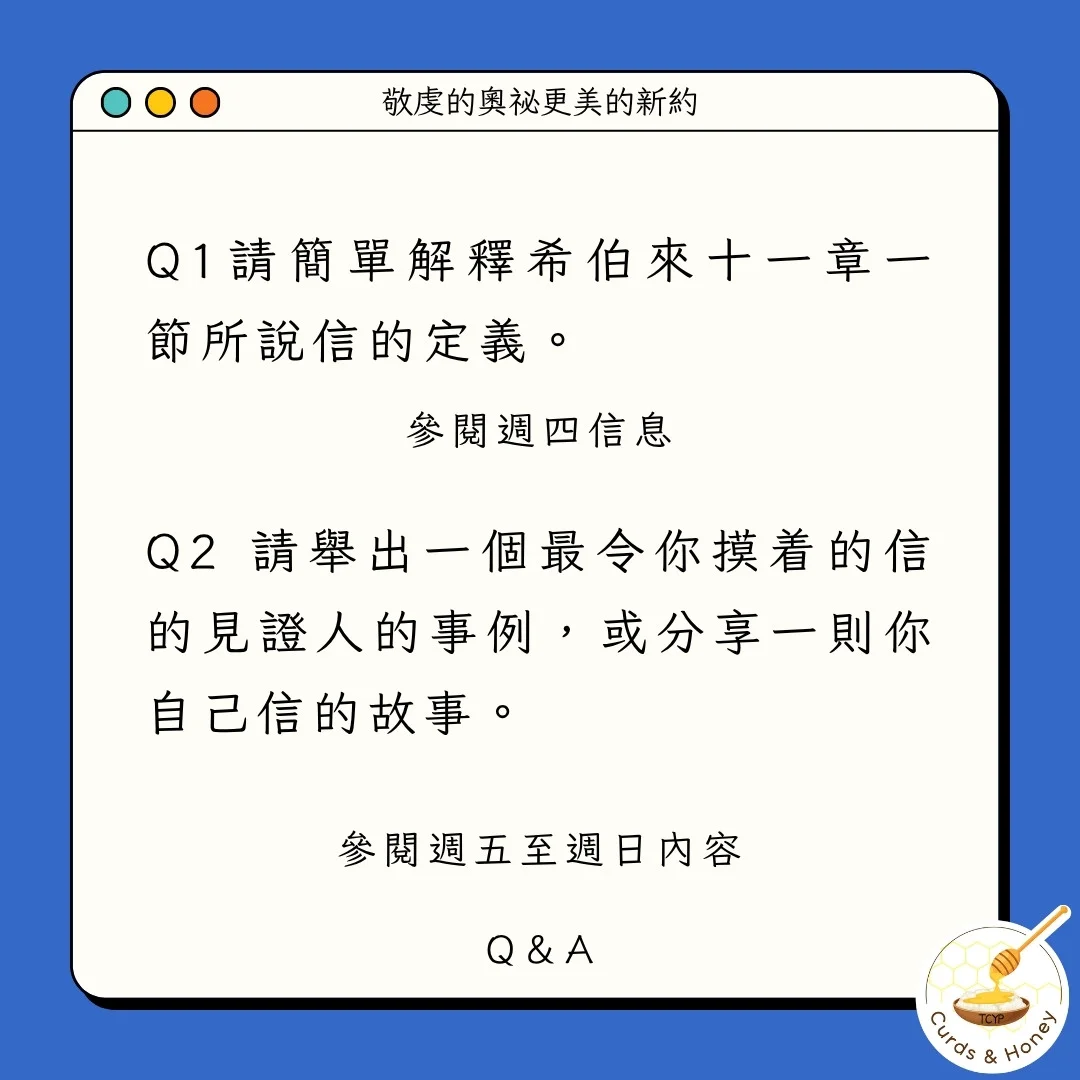 敬虔的奧祕更美的新約
Q1請簡單解釋希伯來十一章一
節所說信的定義。
參閱週四信息
Q2 請舉出一個最令你摸着的信
的見證人的事例，或分享一則你
自己信的故事。
參閱週五至週日內容
Q&A
TCYP
Curds & Honey